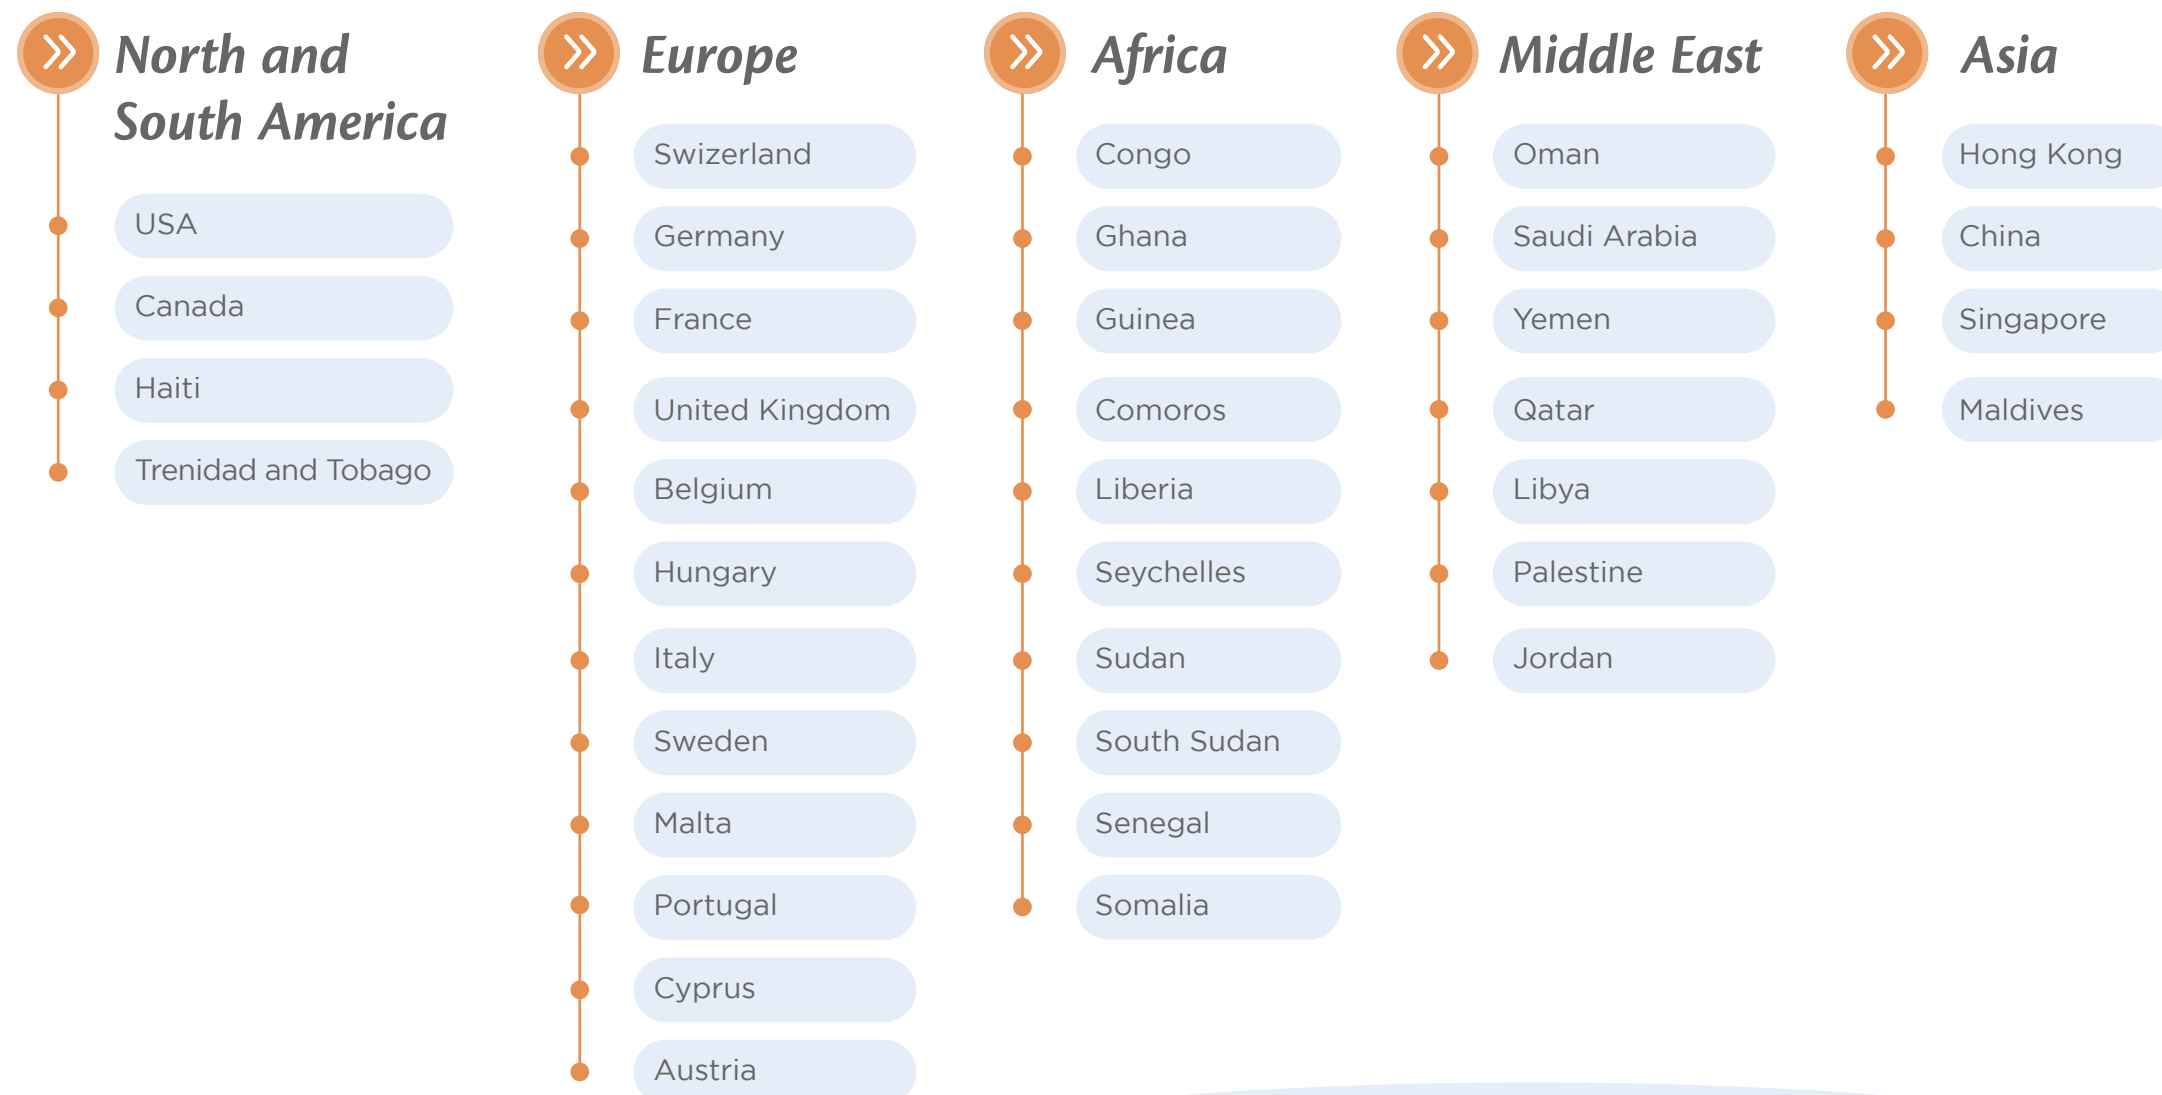 North and
South America
USA
Canada
Haiti
Trenidad and Tobago
Europe
Swizerland
Germany
France
United Kingdom
Belgium
Hungary
Italy
Sweden
Malta
Portugal
Cyprus
Austria
Africa
Congo
Ghana
Guinea
Comoros
Liberia
Seychelles
Sudan
South Sudan
Senegal
Somalia
Middle East
Oman
Saudi Arabia
Yemen
Qatar
Libya
Palestine
Jordan
Asia
Hong Kong
China
Singapore
Maldives